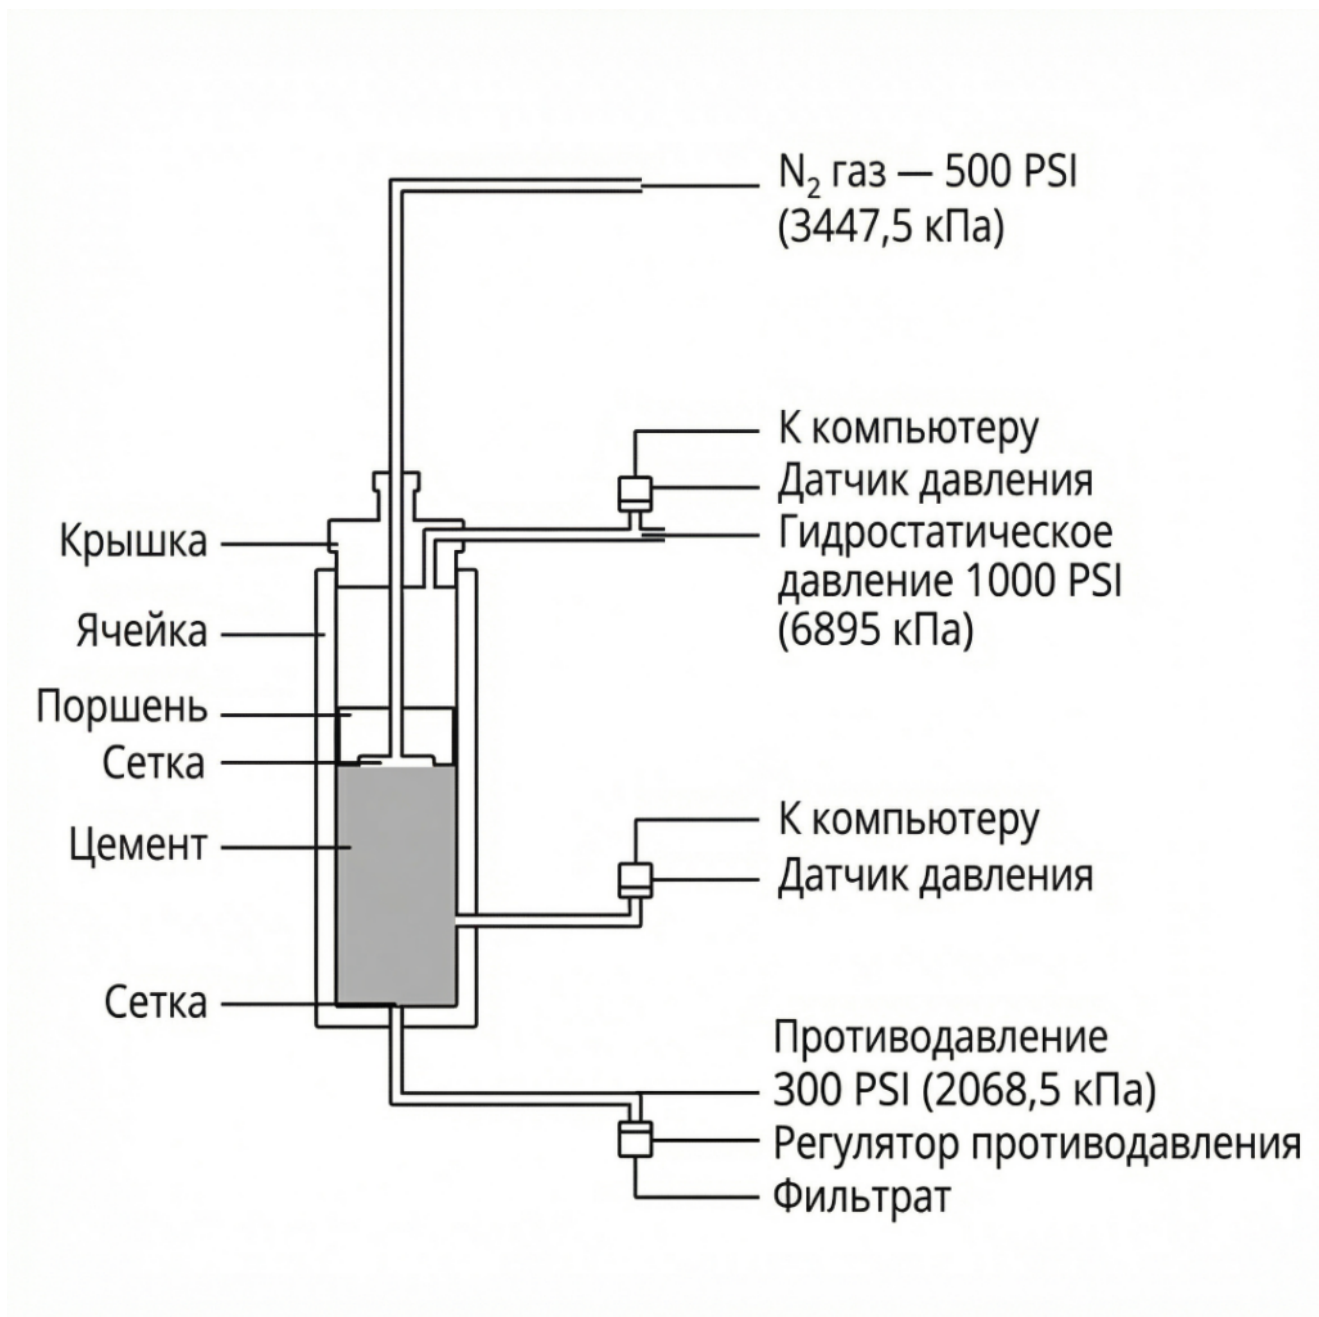 N₂ газ — 500 PSI
(3447,5 кПа)
К компьютеру
Датчик давления
Гидростатическое
давление 1000 PSI
(6895 кПа)
Крышка
Ячейка
Поршень
Сетка
Цемент
Сетка
К компьютеру
Датчик давления
Противодавление
300 PSI (2068,5 кПа)
Регулятор противодавления
Фильтрат